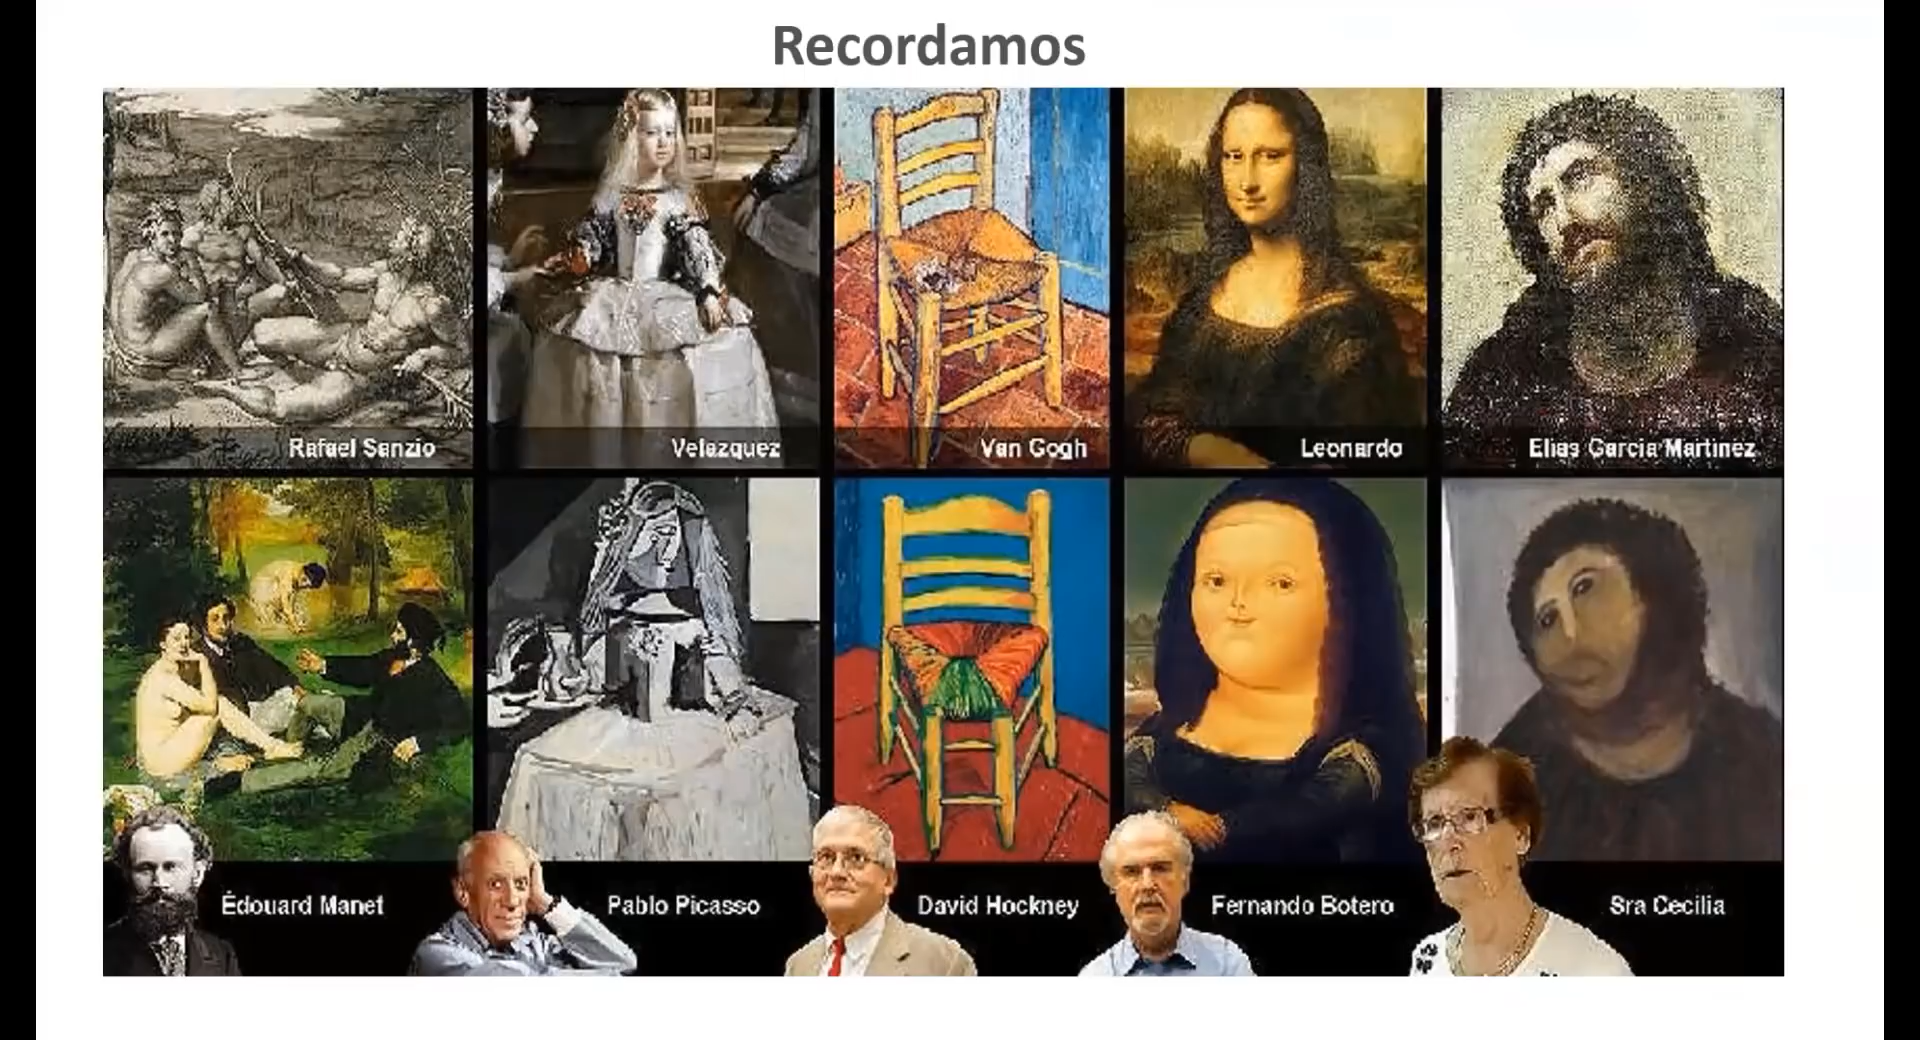 Recordamos
Rafael Sanzio
Velazquez
Van Gogh
Leonardo
Elias Garcia Martinez
Édouard Manet
Pablo Picasso
David Hockney
Fernando Botero
Sra Cecilia